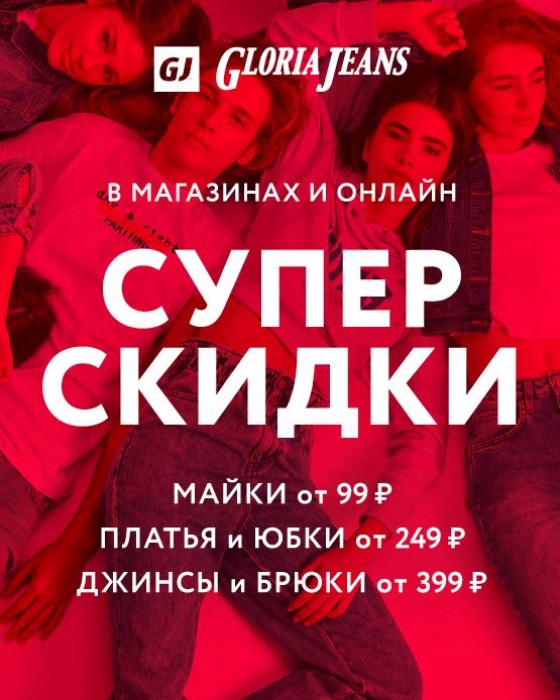 GJ GLORIA JEANS
В МАГАЗИНАХ И ОНЛАЙН
СУПЕР
СКИДКИ
МАЙКИ от 99 ₽
ПЛАТЬЯ и ЮБКИ от 249 ₽
ДЖИНСЫ и БРЮКИ от 399 ₽